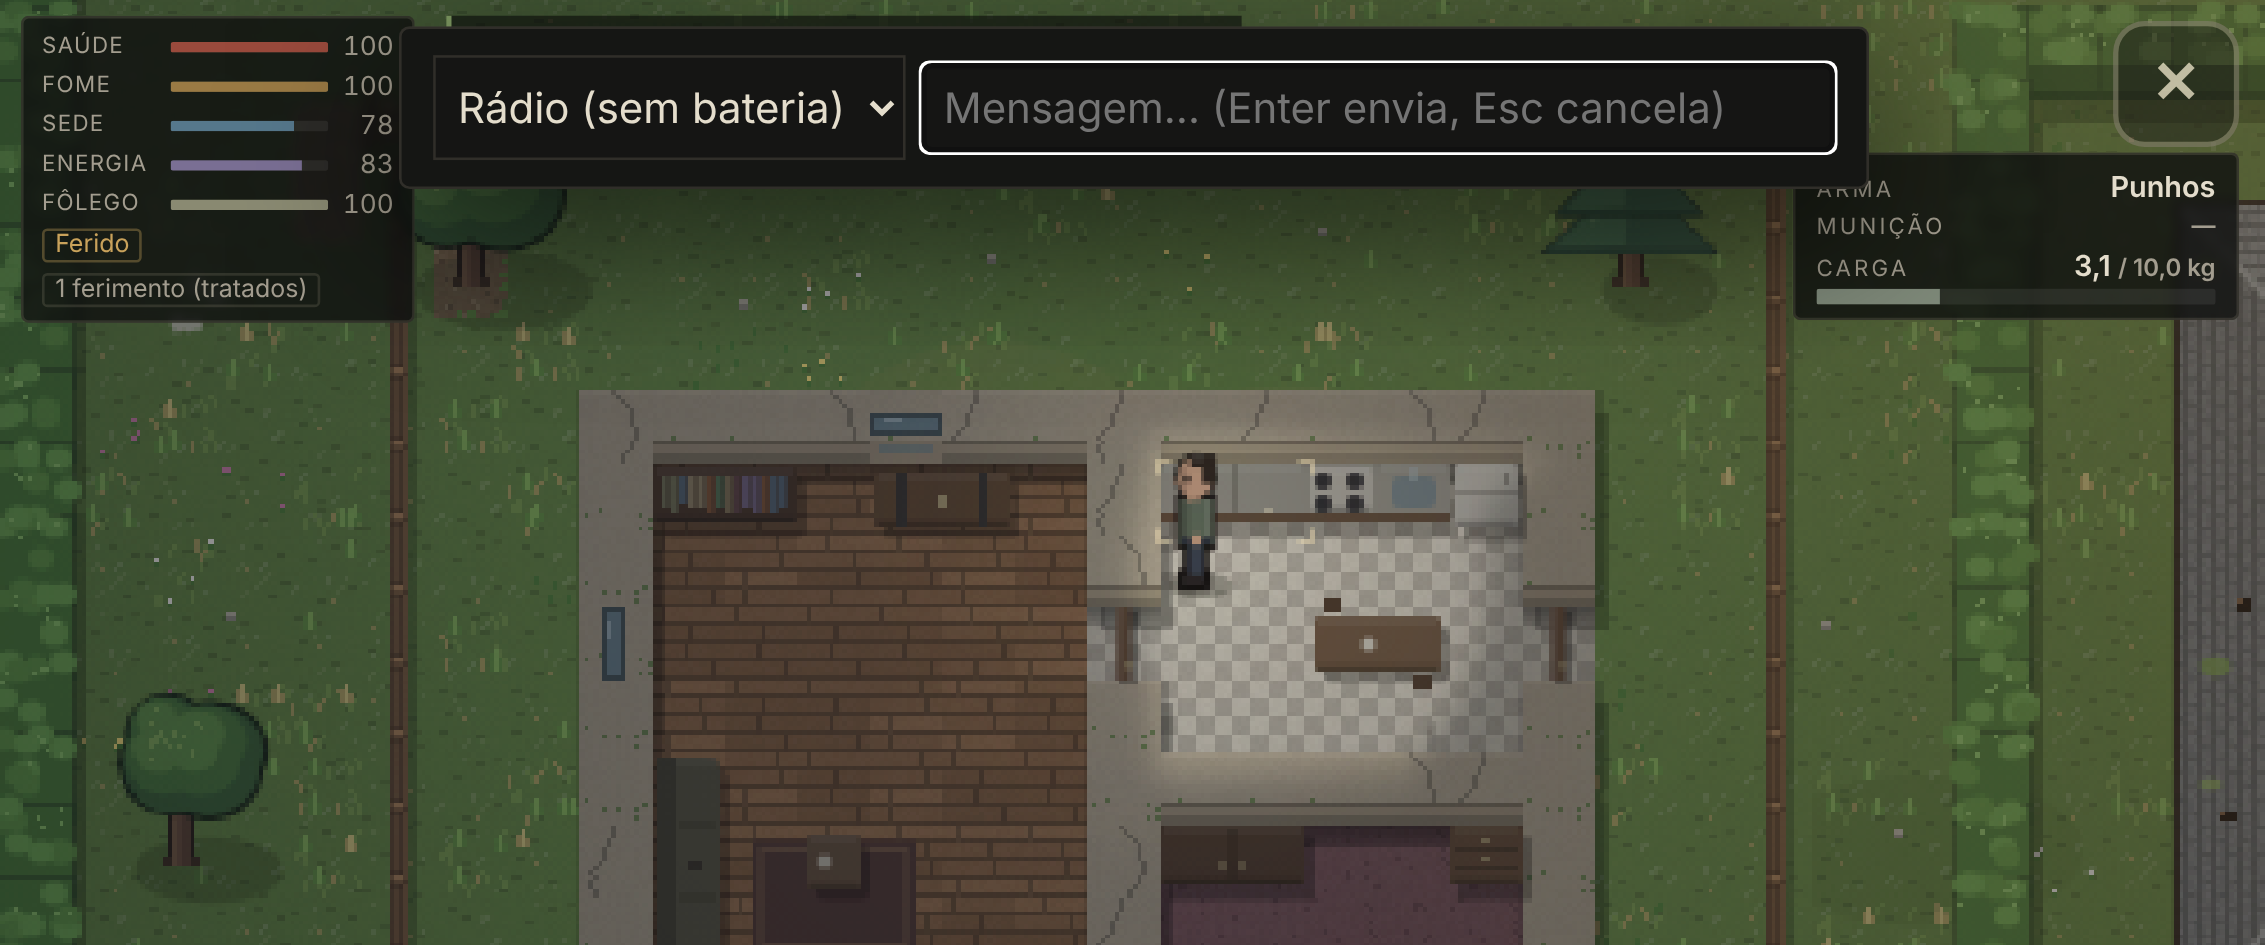 SAÚDE 100
FOME 100
SEDE 78
ENERGIA 83
FÔLEGO 100
Ferido
1 ferimento (tratados)
Rádio (sem bateria)
Mensagem... (Enter envia, Esc cancela)
×
ARMA Punhos
MUNIÇÃO —
CARGA 3,1 / 10,0 kg